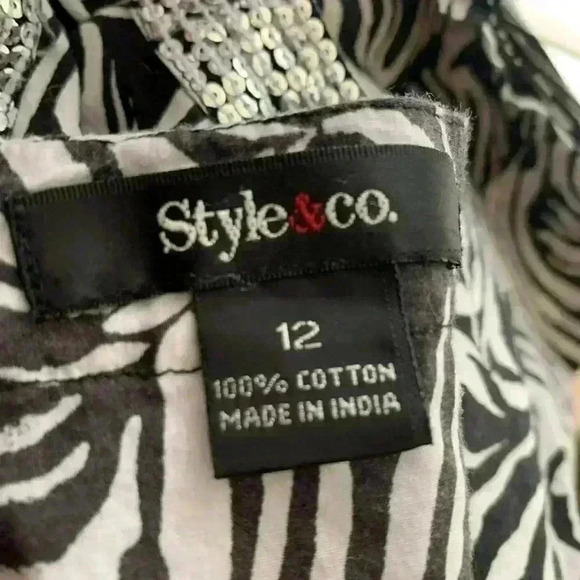 Style&co.
12
100% COTTON
MADE IN INDIA